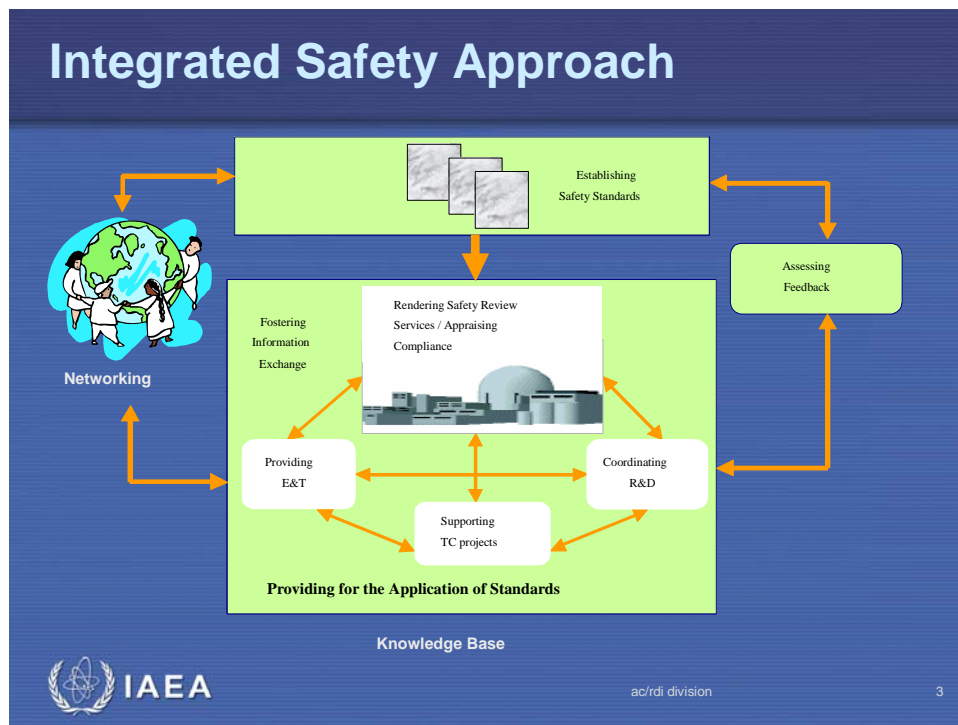 Integrated Safety Approach
Establishing
Safety Standards
Assessing
Feedback
Rendering Safety Review
Services / Appraising
Compliance
Fostering
Information
Exchange
Networking
Providing
E&T
Coordinating
R&D
Supporting
TC projects
Providing for the Application of Standards
Knowledge Base
IAEA
ac/rdi division
3